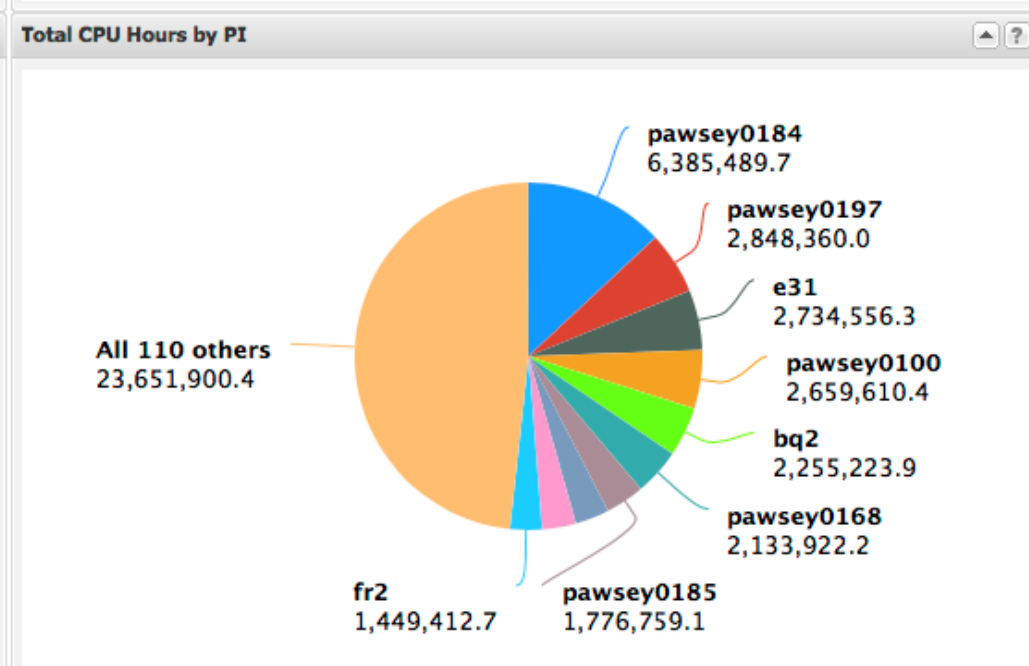 Total CPU Hours by PI
?
pawsey0184
6,385,489.7
pawsey0197
2,848,360.0
e31
2,734,556.3
pawsey0100
2,659,610.4
bq2
2,255,223.9
pawsey0168
2,133,922.2
pawsey0185
1,776,759.1
fr2
1,449,412.7
All 110 others
23,651,900.4